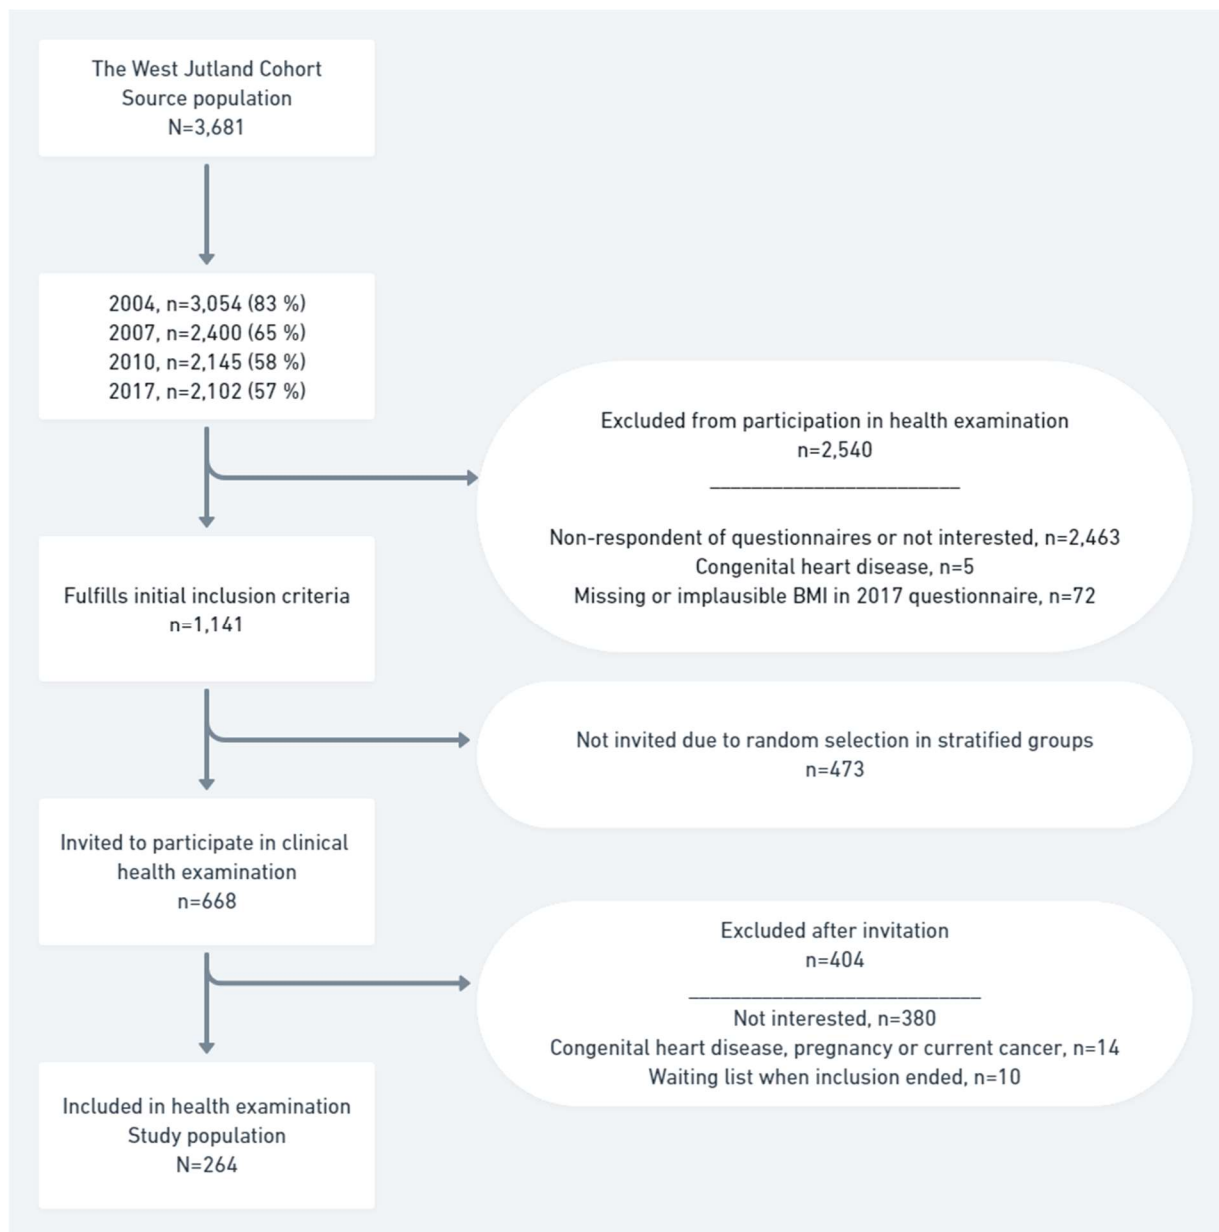 The West Jutland Cohort
Source population
N=3,681
2004, n=3,054 (83 %)
2007, n=2,400 (65 %)
2010, n=2,145 (58 %)
2017, n=2,102 (57 %)
Excluded from participation in health examination
n=2,540
Non-respondent of questionnaires or not interested, n=2,463
Congenital heart disease, n=5
Missing or implausible BMI in 2017 questionnaire, n=72
Fulfills initial inclusion criteria
n=1,141
Not invited due to random selection in stratified groups
n=473
Invited to participate in clinical
health examination
n=668
Excluded after invitation
n=404
Not interested, n=380
Congenital heart disease, pregnancy or current cancer, n=14
Waiting list when inclusion ended, n=10
Included in health examination
Study population
N=264